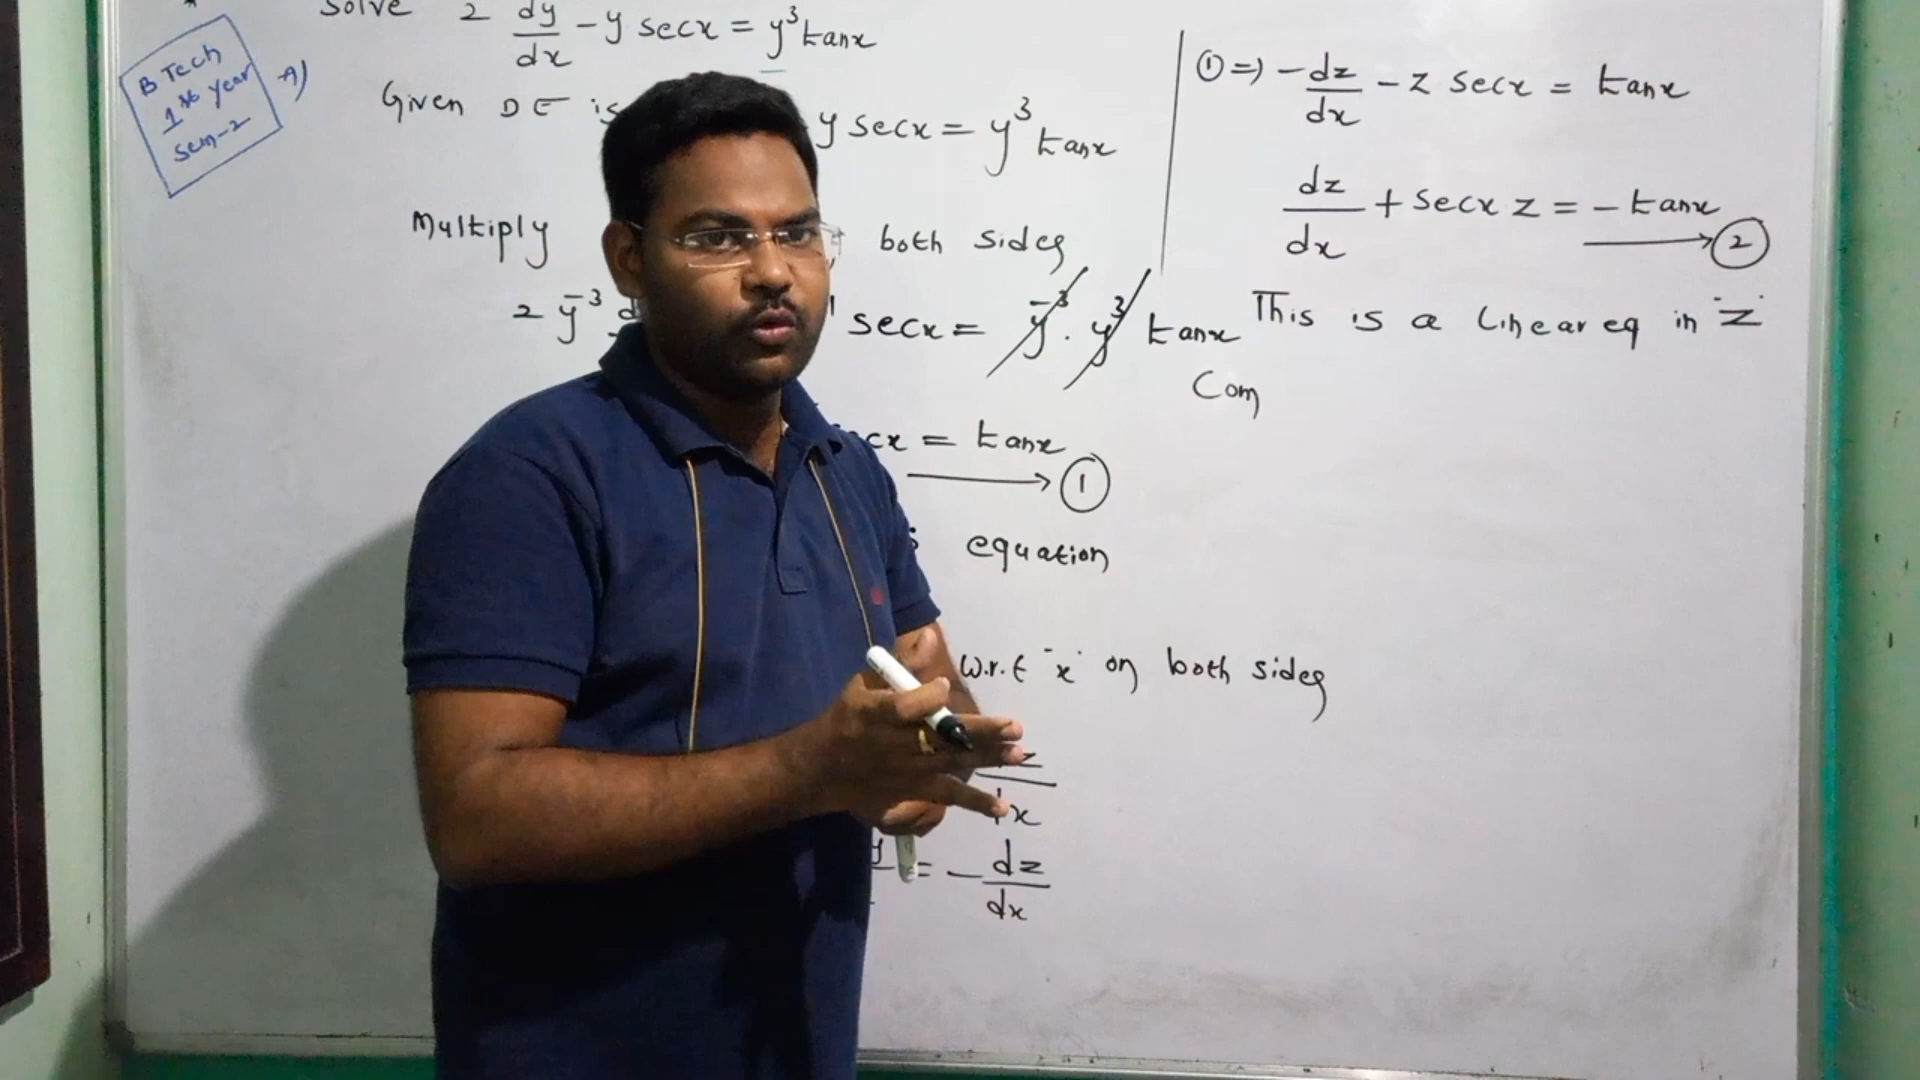 B Tech
1st year
Sem-2
A)
Solve 2 dy/dx - y secx = y³ tanx
Given DE is y secx = y³ tanx
Multiply both sides
2 y⁻³ secx = y⁻³ . y³ tanx
= tanx
→ ①
equation
w.r.t 'x' on both sides
= - dz/dx
① ⇒ - dz/dx - z secx = tanx
dz/dx + secx z = - tanx
→ ②
This is a linear eq in 'z'
Com